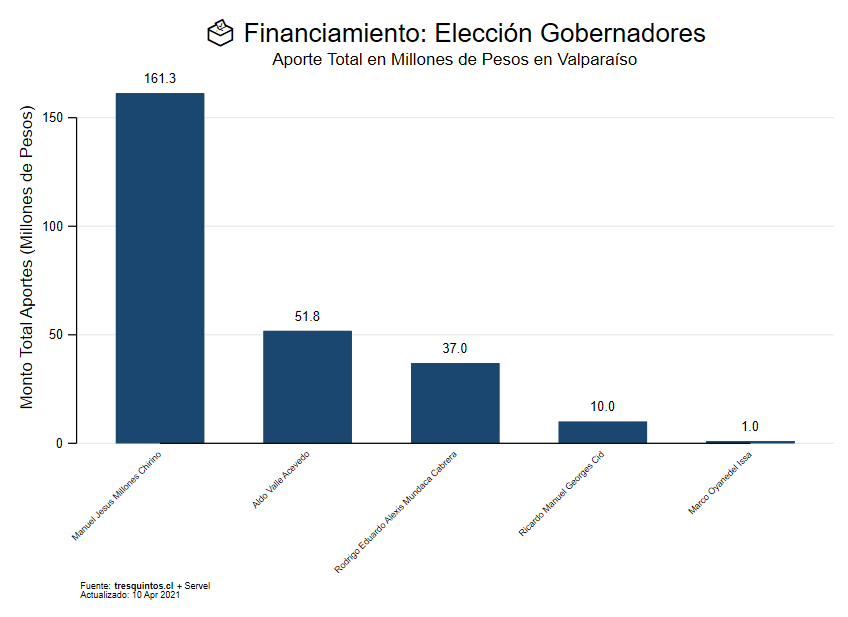 Financiamiento: Elección Gobernadores
Aporte Total en Millones de Pesos en Valparaíso
Monto Total Aportes (Millones de Pesos)
150
100
50
0
161.3
51.8
37.0
10.0
1.0
Manuel Jesus Millones Chirino
Aldo Valle Acevedo
Rodrigo Eduardo Alexis Mundaca Cabrera
Ricardo Manuel Georges Cid
Marco Oyanedel Issa
Fuente: tresquintos.cl + Servel
Actualizado: 10 Apr 2021